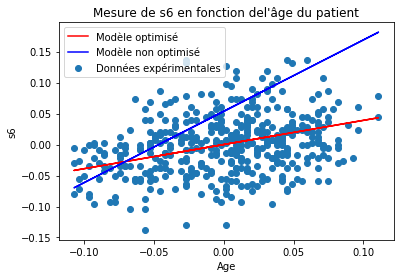 Mesure de s6 en fonction del'âge du patient
Modèle optimisé
Modèle non optimisé
Données expérimentales
0.15
0.10
0.05
0.00
−0.05
−0.10
−0.15
s6
−0.10
−0.05
0.00
0.05
0.10
Age